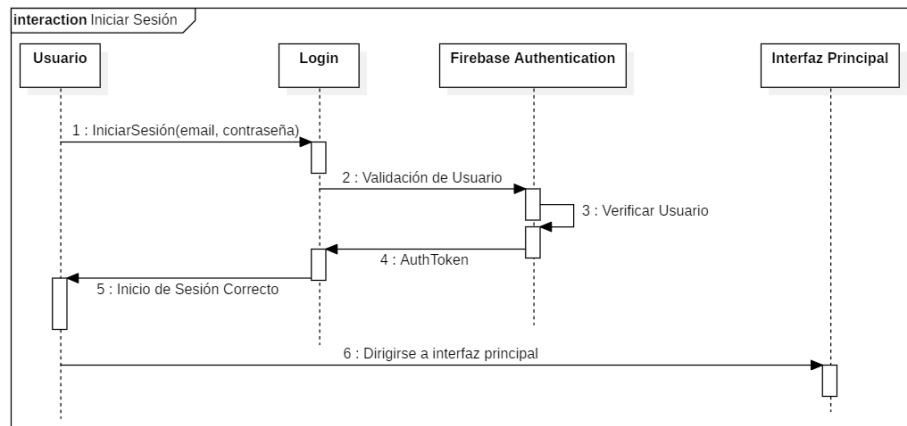 interaction Iniciar Sesión
Usuario
Login
Firebase Authentication
Interfaz Principal
1 : IniciarSesión(email, contraseña)
2 : Validación de Usuario
3 : Verificar Usuario
4 : AuthToken
5 : Inicio de Sesión Correcto
6 : Dirigirse a interfaz principal